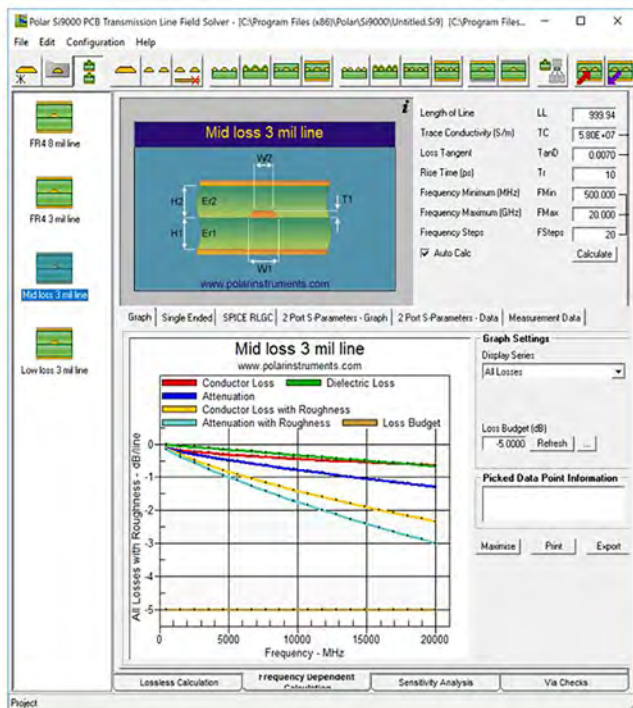 Polar Si9000 PCB Transmission Line Field Solver - [C:\Program Files (x86)\Polar\Si9000\Untitled.Si9] [C:\Program Files...
File Edit Configuration Help
FR4 8 mil line
FR4 3 mil line
Mid loss 3 mil line
Low loss 3 mil line
i
Mid loss 3 mil line
W2
H2 Er2 T1
H1 Er1
W1
www.polarinstruments.com
Length of Line LL 999.94
Trace Conductivity (S/m) TC 5.80E+07
Loss Tangent TanD 0.0070
Rise Time (ps) Tr 10
Frequency Minimum (MHz) FMin 500.000
Frequency Maximum (GHz) FMax 20.000
Frequency Steps FSteps 20
Auto Calc Calculate
Graph Single Ended SPICE RLGC 2 Port S-Parameters - Graph 2 Port S-Parameters - Data Measurement Data
Mid loss 3 mil line
www.polarinstruments.com
Conductor Loss Dielectric Loss
Attenuation
Conductor Loss with Roughness
Attenuation with Roughness Loss Budget
All Losses with Roughness - dB/line
0
-1
-2
-3
-4
-5
0 5000 10000 15000 20000
Frequency - MHz
Graph Settings
Display Series
All Losses
Loss Budget (dB)
-5.0000 Refresh ...
Picked Data Point Information
Maximise Print Export
Lossless Calculation Frequency Dependent Calculation Sensitivity Analysis Via Checks
Project